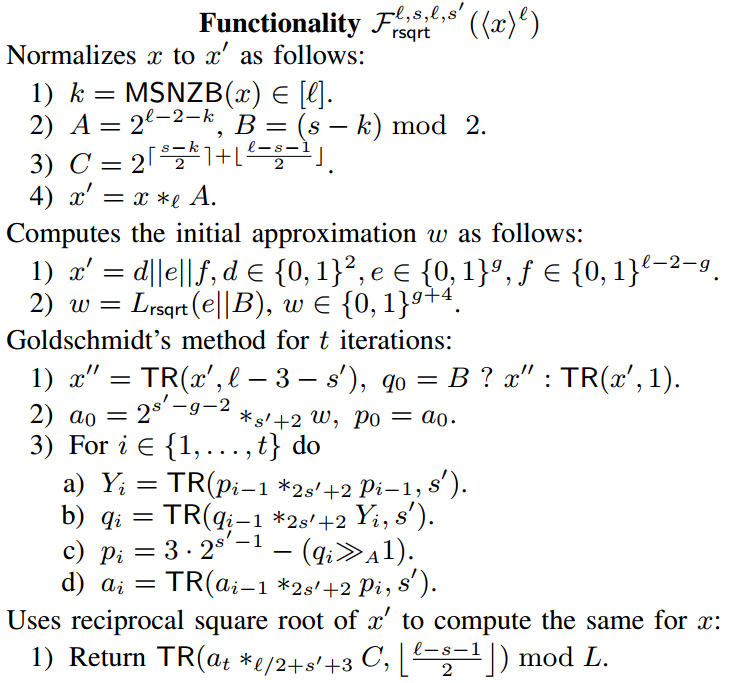 Functionality $\mathcal{F}_{\mathsf{rsqrt}}^{\ell,s,\ell,s'}(\langle x\rangle^{\ell})$
Normalizes $x$ to $x'$ as follows:
1) $k = \mathsf{MSNZB}(x) \in [\ell]$.
2) $A = 2^{\ell-2-k}$, $B = (s-k) \bmod 2$.
3) $C = 2^{\lceil \frac{s-k}{2} \rceil + \lfloor \frac{\ell-s-1}{2} \rfloor}$.
4) $x' = x *_{\ell} A$.
Computes the initial approximation $w$ as follows:
1) $x' = d||e||f, d \in \{0,1\}^2, e \in \{0,1\}^g, f \in \{0,1\}^{\ell-2-g}$.
2) $w = L_{\mathsf{rsqrt}}(e||B), w \in \{0,1\}^{g+4}$.
Goldschmidt's method for $t$ iterations:
1) $x'' = \mathsf{TR}(x', \ell-3-s'), q_0 = B \: ? \: x'' : \mathsf{TR}(x', 1)$.
2) $a_0 = 2^{s'-g-2} *_{s'+2} w, p_0 = a_0$.
3) For $i \in \{1, \ldots, t\}$ do
a) $Y_i = \mathsf{TR}(p_{i-1} *_{2s'+2} p_{i-1}, s')$.
b) $q_i = \mathsf{TR}(q_{i-1} *_{2s'+2} Y_i, s')$.
c) $p_i = 3 \cdot 2^{s'-1} - (q_i \gg_A 1)$.
d) $a_i = \mathsf{TR}(a_{i-1} *_{2s'+2} p_i, s')$.
Uses reciprocal square root of $x'$ to compute the same for $x$:
1) Return $\mathsf{TR}(a_t *_{\ell/2+s'+3} C, \lfloor \frac{\ell-s-1}{2} \rfloor) \bmod L$.